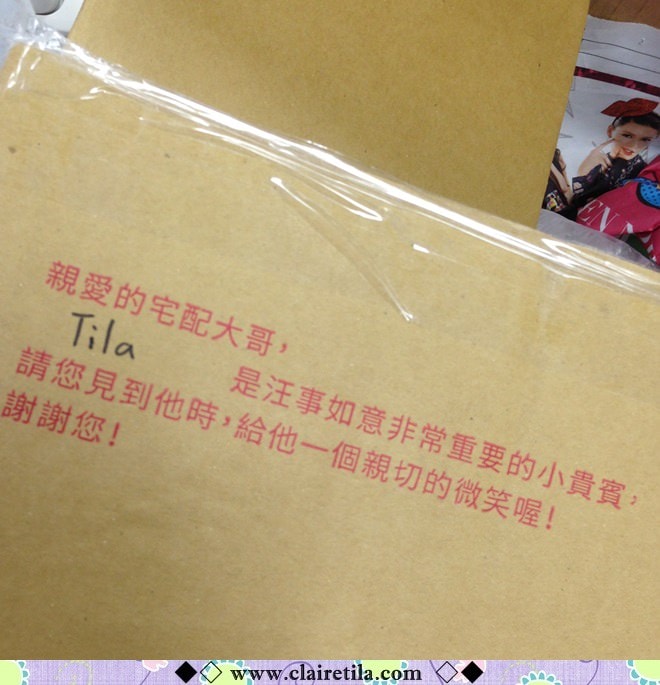 親愛的宅配大哥，
Tila 是汪事如意非常重要的小貴賓，
請您見到他時，給他一個親切的微笑喔！
謝謝您！
◆◇ www.clairetila.com ◇◆